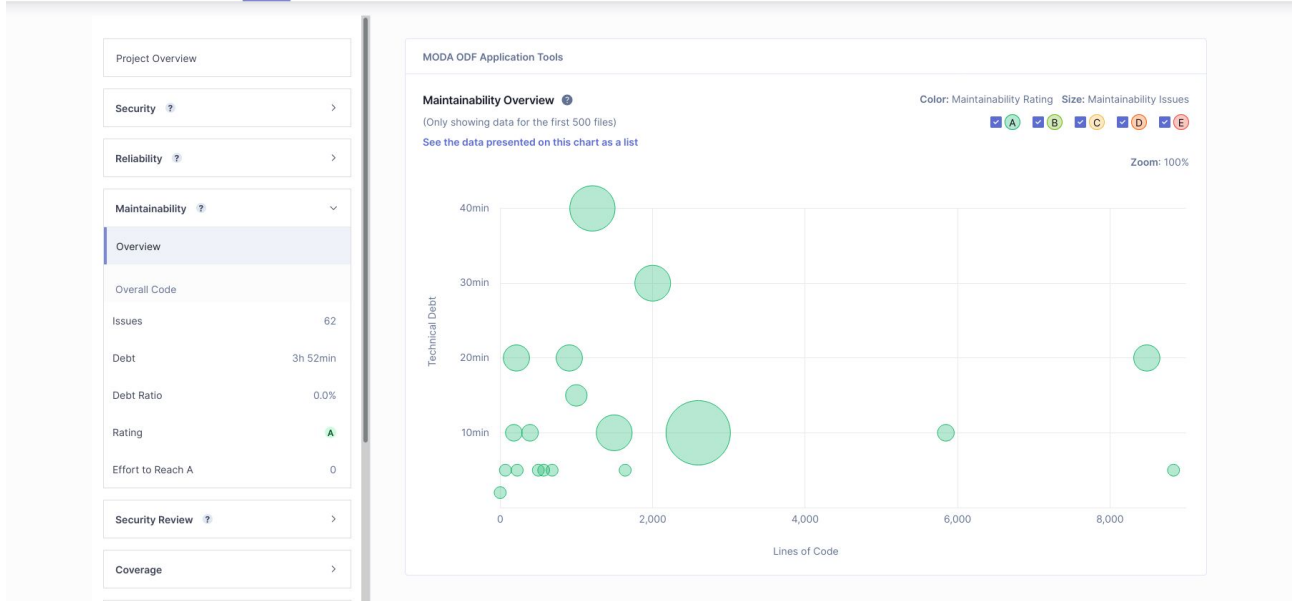 Project Overview
Security ?
Reliability ?
Maintainability ?
Overview
Overall Code
Issues 62
Debt 3h 52min
Debt Ratio 0.0%
Rating A
Effort to Reach A 0
Security Review ?
Coverage
MODA ODF Application Tools
Maintainability Overview ?
Color: Maintainability Rating Size: Maintainability Issues
(Only showing data for the first 500 files)
A B C D E
See the data presented on this chart as a list
Zoom: 100%
Technical Debt
40min
30min
20min
10min
0 2,000 4,000 6,000 8,000
Lines of Code